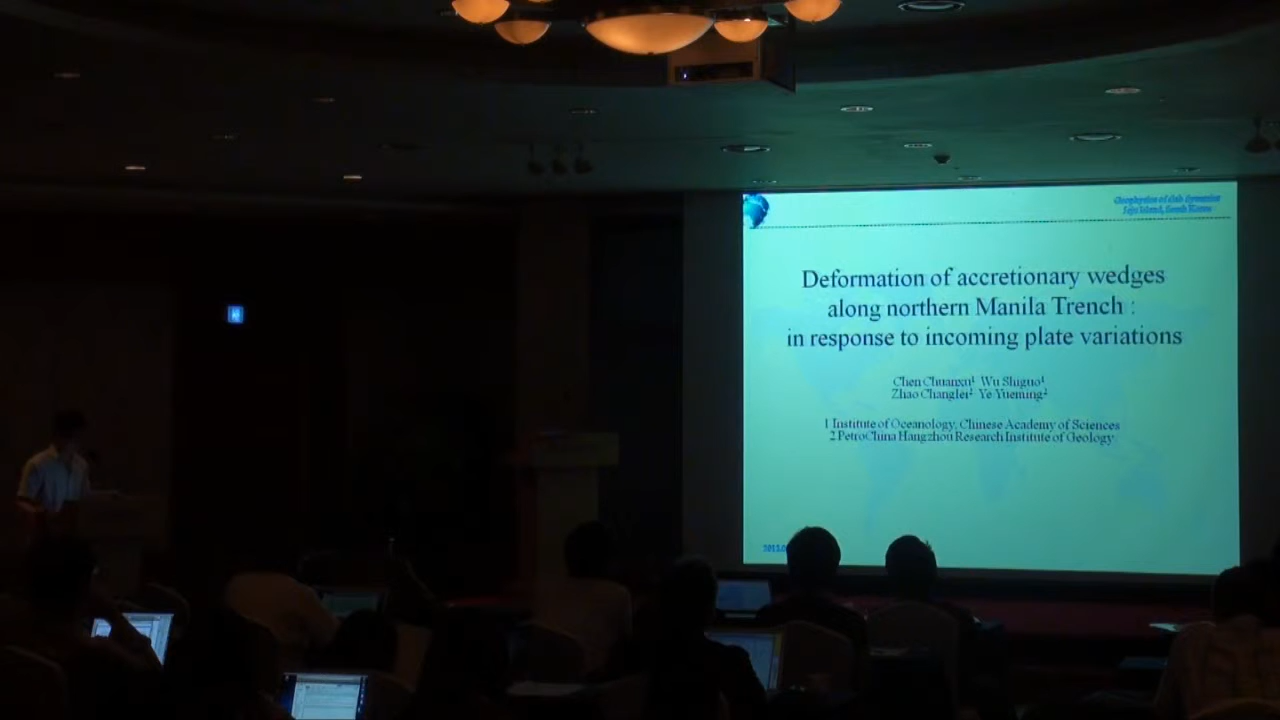 Geophysics of slab dynamics
Jeju Island, South Korea
Deformation of accretionary wedges
along northern Manila Trench :
in response to incoming plate variations
Chen Chuanxu1 Wu Shiguo1
Zhao Changlei2 Ye Yueming2
1 Institute of Oceanology, Chinese Academy of Sciences
2 PetroChina Hangzhou Research Institute of Geology